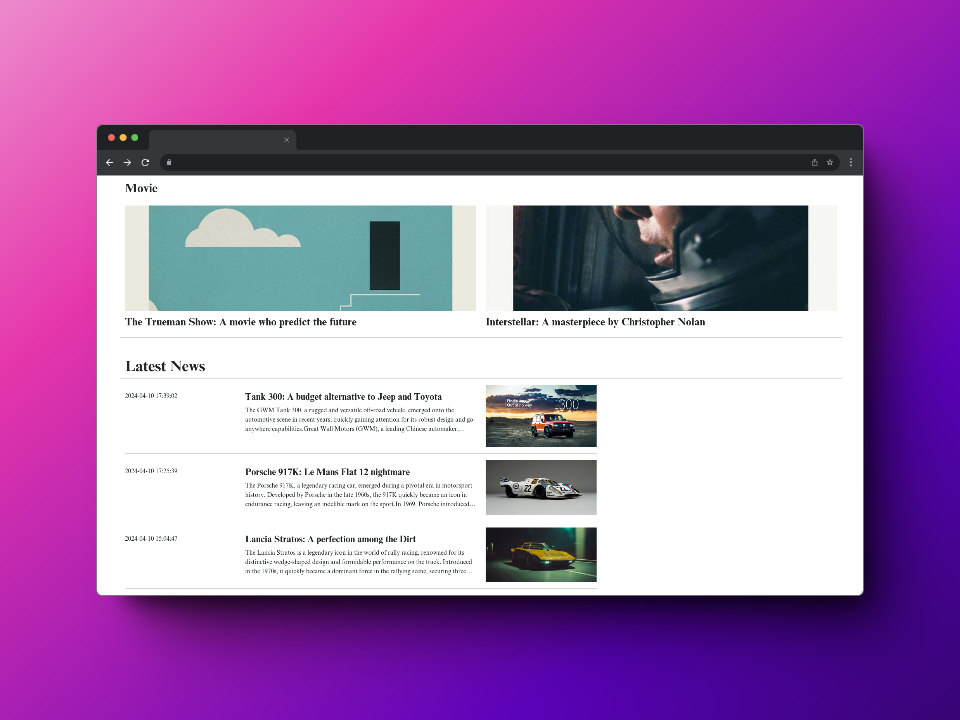 Movie
The Trueman Show: A movie who predict the future
Interstellar: A masterpiece by Christopher Nolan
Latest News
2024-04-10 17:39:02
Tank 300: A budget alternative to Jeep and Toyota
The GWM Tank 300, a rugged and versatile off-road vehicle, emerged onto the
automotive scene in recent years, quickly gaining attention for its robust design and go-
anywhere capabilities.Great Wall Motors (GWM), a leading Chinese automaker,...
300
2024-04-10 17:25:39
Porsche 917K: Le Mans Flat 12 nightmare
The Porsche 917K, a legendary racing car, emerged during a pivotal era in motorsport
history. Developed by Porsche in the late 1960s, the 917K quickly became an icon in
endurance racing, leaving an indelible mark on the sport.In 1969, Porsche introduced...
22
2024-04-10 15:04:47
Lancia Stratos: A perfection among the Dirt
The Lancia Stratos is a legendary icon in the world of rally racing, renowned for its
distinctive wedge-shaped design and formidable performance on the track. Introduced
in the 1970s, it quickly became a dominant force in the rallying scene, securing three...